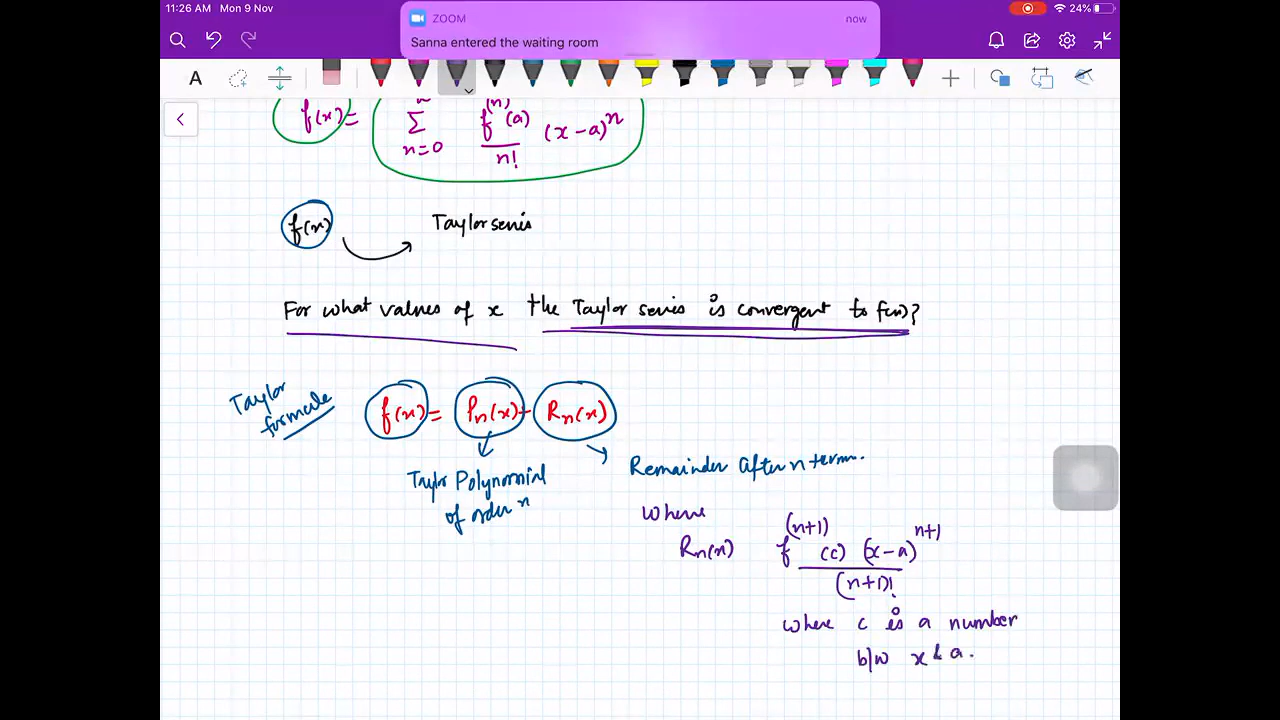 11:26 AM Mon 9 Nov
24%
ZOOM now
Sanna entered the waiting room
A
f(x) = ∑ n=0 f^(n)(a) / n! (x-a)^n
f(x) Taylor series
For what values of x the Taylor series is convergent to f(x)?
Taylor formula
f(x) = Pn(x) - Rn(x)
Taylor Polynomial of order n
Remainder after n term.
where
Rn(x) f^(n+1) (c) (x-a)^n+1 / (n+1)!
where c is a number
b/w x & a.